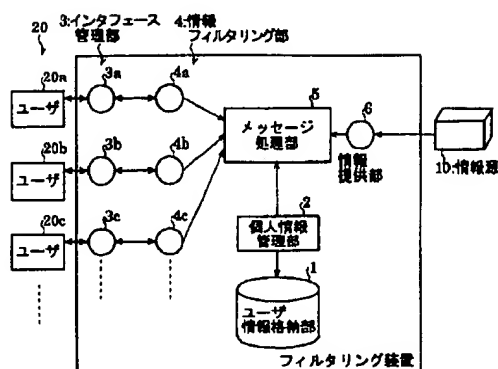 20
3:インタフェース
管理部
4:情報
フィルタリング部
20a
ユーザ
3a
4a
5
メッセージ
処理部
6
情報
提供部
10:情報源
20b
ユーザ
3b
4b
2
個人情報
管理部
20c
ユーザ
3c
4c
1
ユーザ
情報格納部
フィルタリング装置